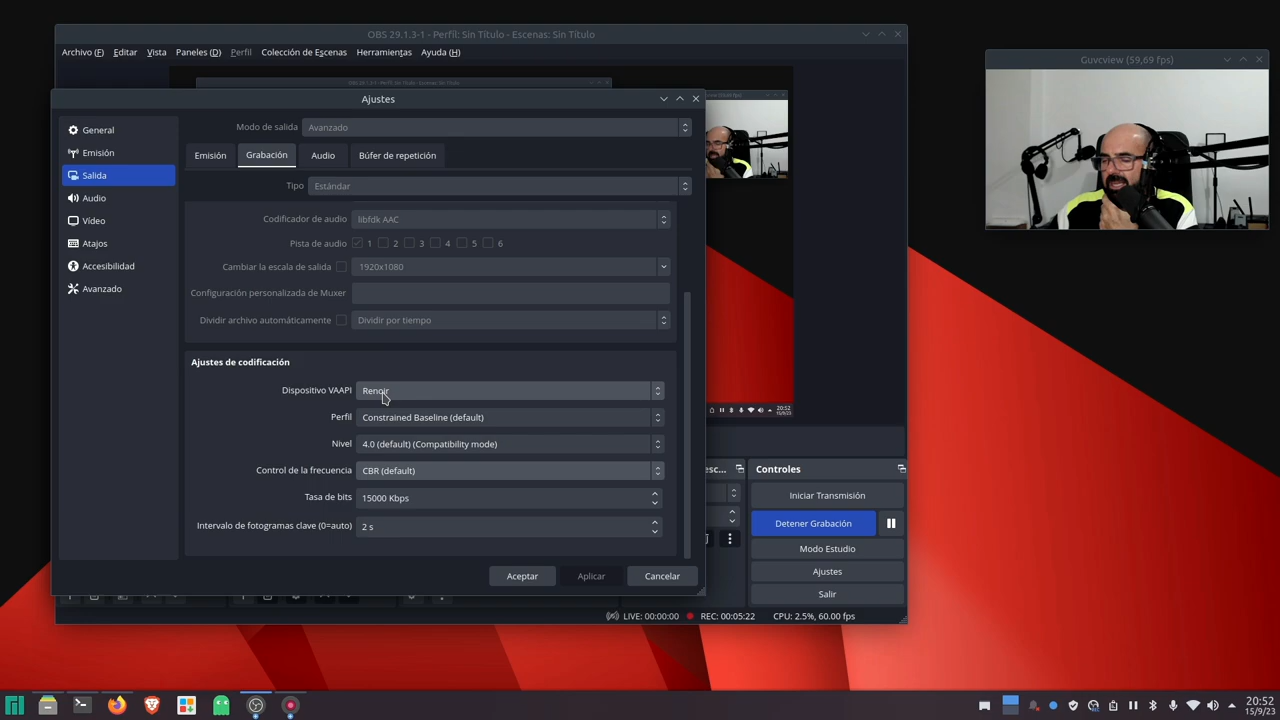 OBS 29.1.3-1 - Perfil: Sin Título - Escenas: Sin Título
Archivo (F) Editar Vista Paneles (D) Perfil Colección de Escenas Herramientas Ayuda (H)
Guvcview (59,69 fps)
Ajustes
General
Emisión
Salida
Audio
Vídeo
Atajos
Accesibilidad
Avanzado
Modo de salida Avanzado
Emisión Grabación Audio Búfer de repetición
Tipo Estándar
Codificador de audio libfdk AAC
Pista de audio 1 2 3 4 5 6
Cambiar la escala de salida 1920x1080
Configuración personalizada de Muxer
Dividir archivo automáticamente Dividir por tiempo
Ajustes de codificación
Dispositivo VAAPI Renoir
Perfil Constrained Baseline (default)
Nivel 4.0 (default) (Compatibility mode)
Control de la frecuencia CBR (default)
Tasa de bits 15000 Kbps
Intervalo de fotogramas clave (0=auto) 2 s
Aceptar Aplicar Cancelar
20:52
15/9/23
esc...
Controles
Iniciar Transmisión
Detener Grabación
Modo Estudio
Ajustes
Salir
LIVE: 00:00:00 REC: 00:05:22 CPU: 2.5%, 60.00 fps
20:52
15/9/23